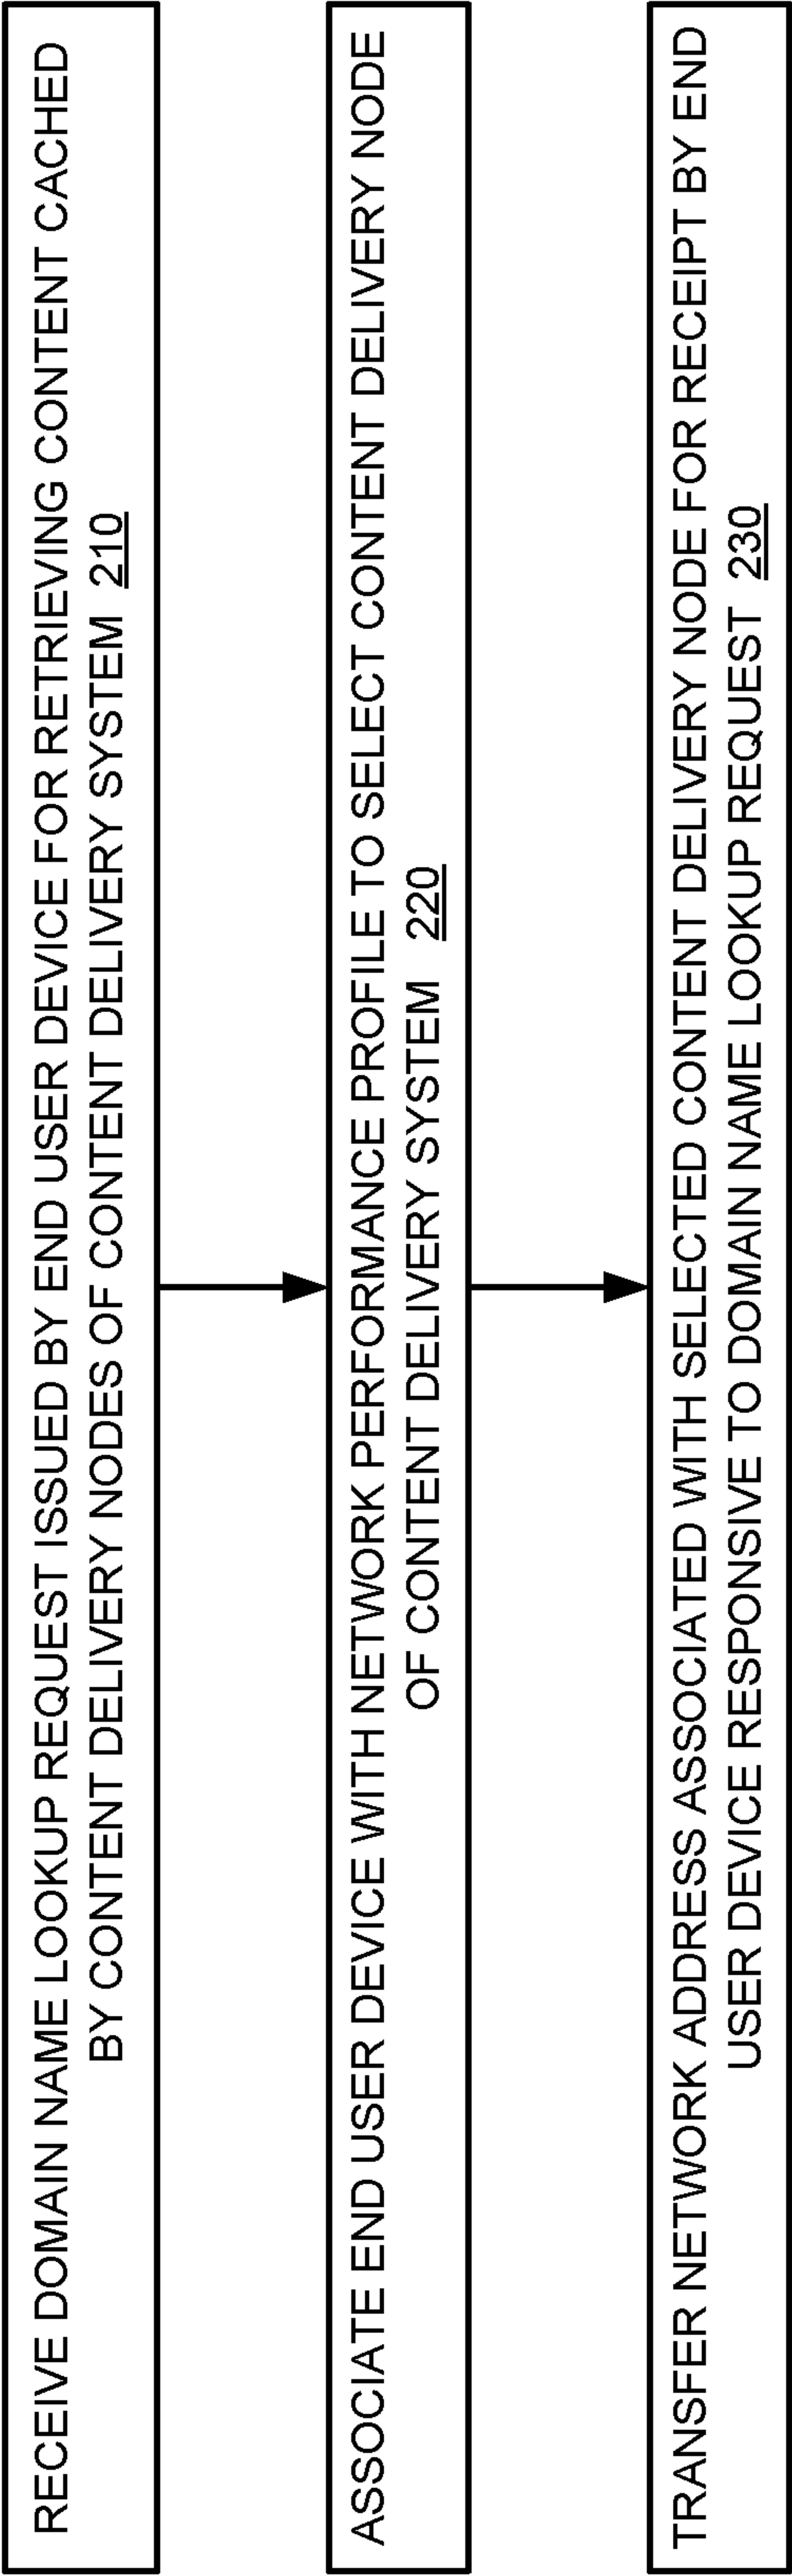 RECEIVE DOMAIN NAME LOOKUP REQUEST ISSUED BY END USER DEVICE FOR RETRIEVING CONTENT CACHED
BY CONTENT DELIVERY NODES OF CONTENT DELIVERY SYSTEM 210
ASSOCIATE END USER DEVICE WITH NETWORK PERFORMANCE PROFILE TO SELECT CONTENT DELIVERY NODE
OF CONTENT DELIVERY SYSTEM 220
TRANSFER NETWORK ADDRESS ASSOCIATED WITH SELECTED CONTENT DELIVERY NODE FOR RECEIPT BY END
USER DEVICE RESPONSIVE TO DOMAIN NAME LOOKUP REQUEST 230